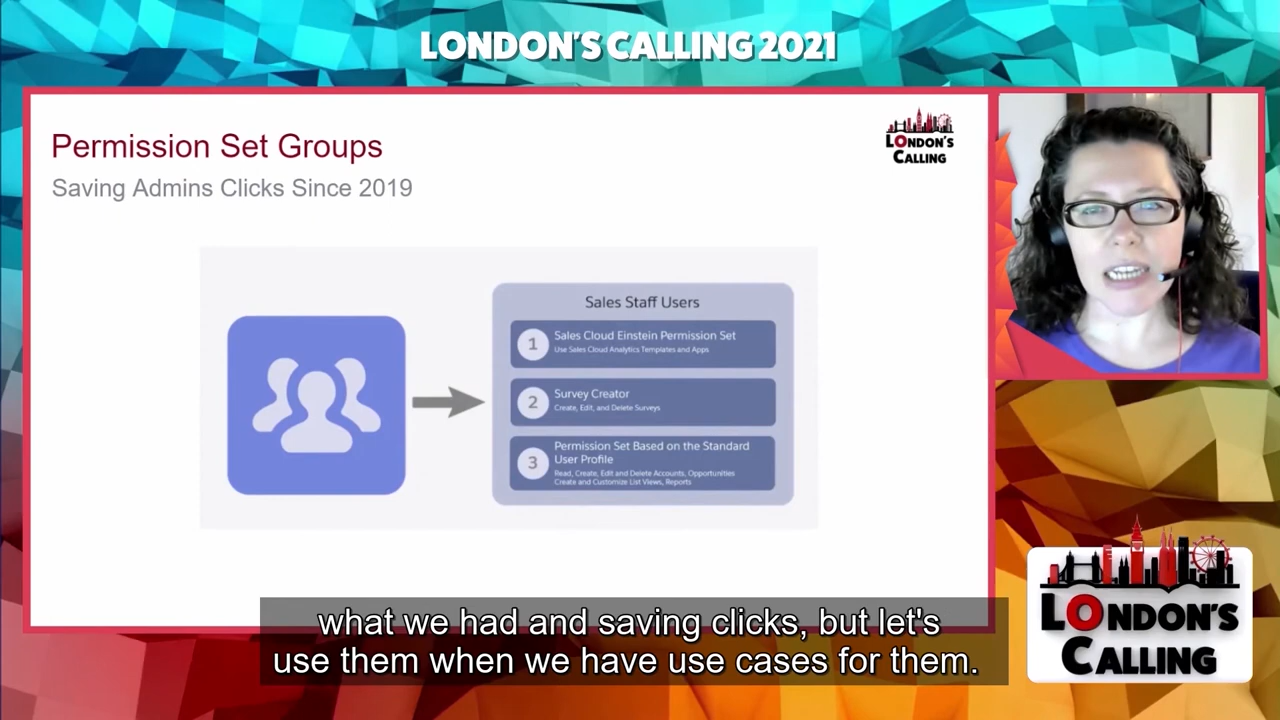 LONDON'S CALLING 2021
Permission Set Groups
Saving Admins Clicks Since 2019
LONDON'S
CALLING
Sales Staff Users
1
Sales Cloud Einstein Permission Set
Use Sales Cloud Analytics Templates and Apps
2
Survey Creator
Create, Edit, and Delete Surveys
3
Permission Set Based on the Standard
User Profile
Read, Create, Edit and Delete Accounts, Opportunities
Create and Customize List Views, Reports
what we had and saving clicks, but let's
use them when we have use cases for them.
LONDON'S
CALLING